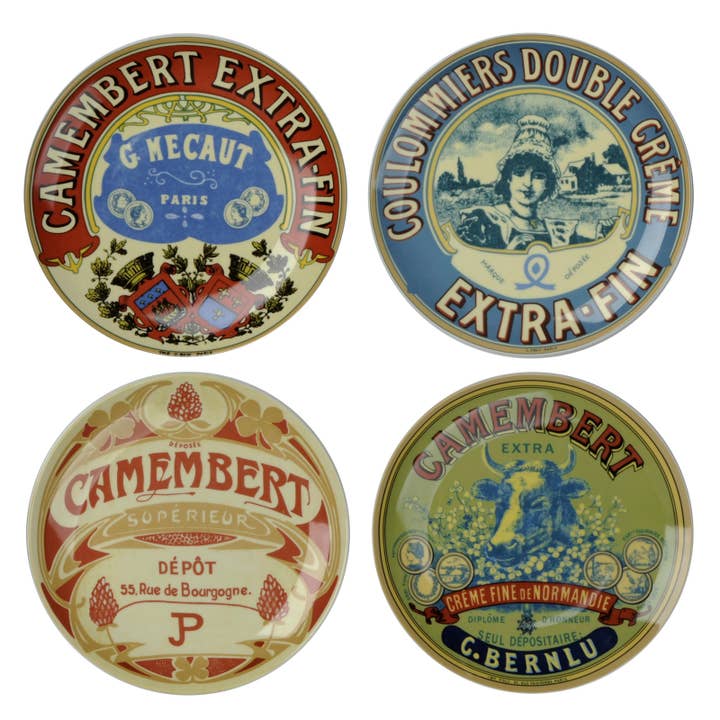 CAMEMBERT EXTRA-FIN
G MECAUT
PARIS
COULOMMIERS DOUBLE CRÈME
MARQUE DÉPOSÉE
EXTRA-FIN
DÉPOSÉE
CAMEMBERT
SUPÉRIEUR
DÉPÔT
55, Rue de Bourgogne.
JP
CAMEMBERT
EXTRA
CRÈME FINE DE NORMANDIE
DIPLÔME D'HONNEUR
SEUL DÉPOSITAIRE:
C. BERNLU